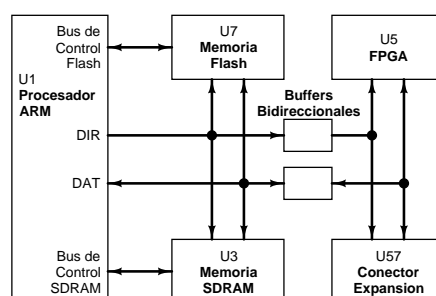 Bus de
Control
Flash
U7
Memoria
Flash
U5
FPGA
U1
Procesador
ARM
Buffers
Bidireccionales
DIR
DAT
Bus de
Control
SDRAM
U3
Memoria
SDRAM
U57
Conector
Expansion